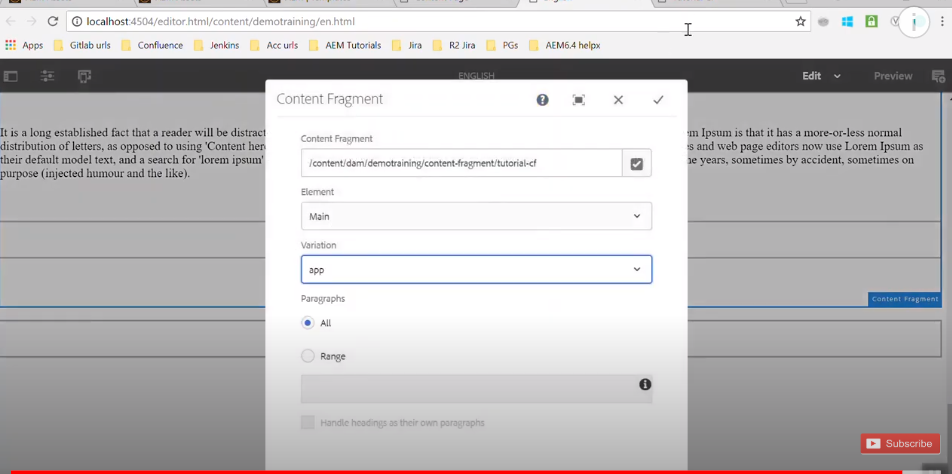 localhost:4504/editor.html/content/demotraining/en.html
Apps Gitlab urls Confluence Jenkins Acc urls AEM Tutorials Jira R2 Jira PGs AEM6.4 helpx
ENGLISH
Edit
Preview
Content Fragment
It is a long established fact that a reader will be distrac
distribution of letters, as opposed to using 'Content here
their default model text, and a search for 'lorem ipsum'
purpose (injected humour and the like).
m Ipsum is that it has a more-or-less normal
es and web page editors now use Lorem Ipsum as
he years, sometimes by accident, sometimes on
Content Fragment
/content/dam/demotraining/content-fragment/tutorial-cf
Element
Main
Variation
app
Paragraphs
All
Range
Handle headings as their own paragraphs
Content Fragment
Subscribe